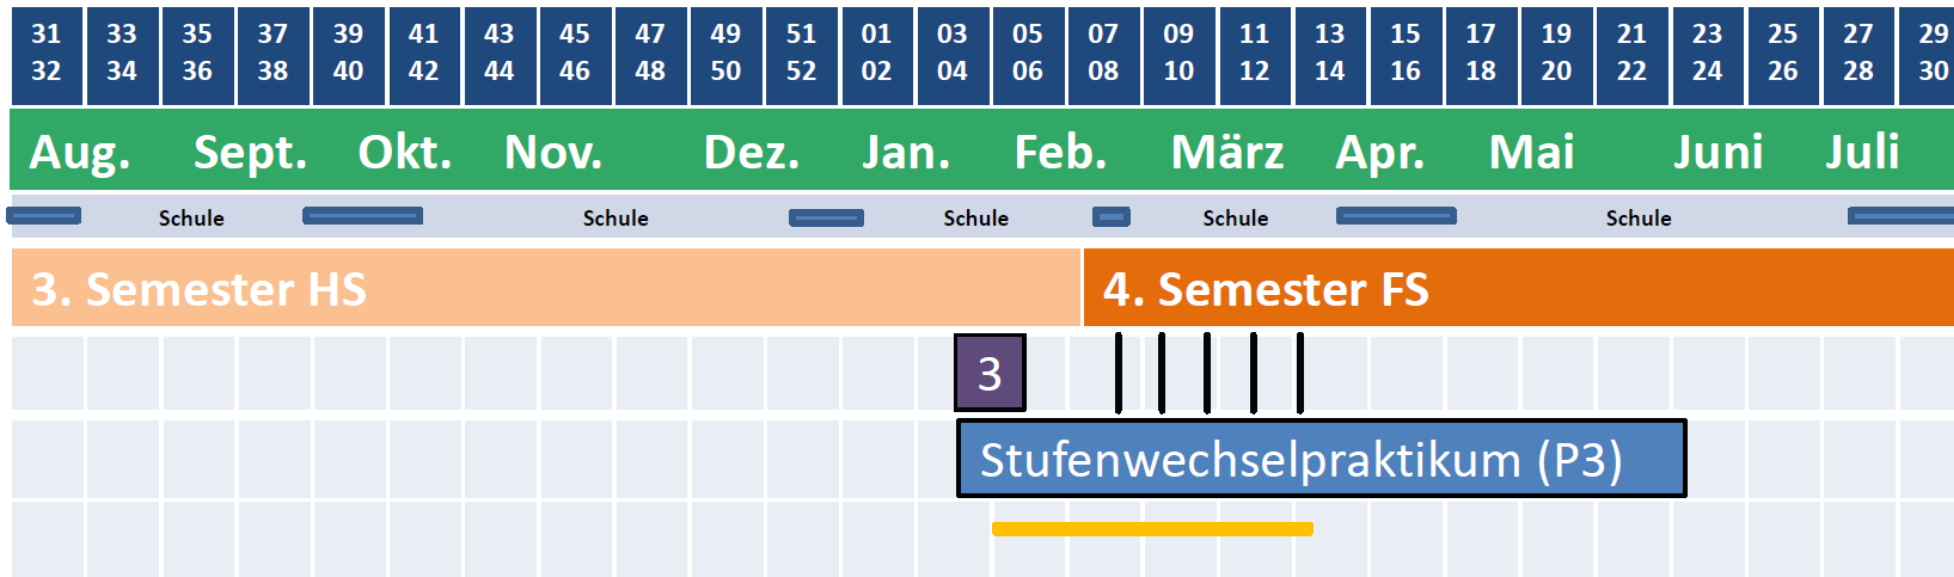 31 33 35 37 39 41 43 45 47 49 51 01 03 05 07 09 11 13 15 17 19 21 23 25 27 29
32 34 36 38 40 42 44 46 48 50 52 02 04 06 08 10 12 14 16 18 20 22 24 26 28 30
Aug. Sept. Okt. Nov. Dez. Jan. Feb. März Apr. Mai Juni Juli
Schule Schule Schule Schule Schule
3. Semester HS 4. Semester FS
3
Stufenwechselpraktikum (P3)